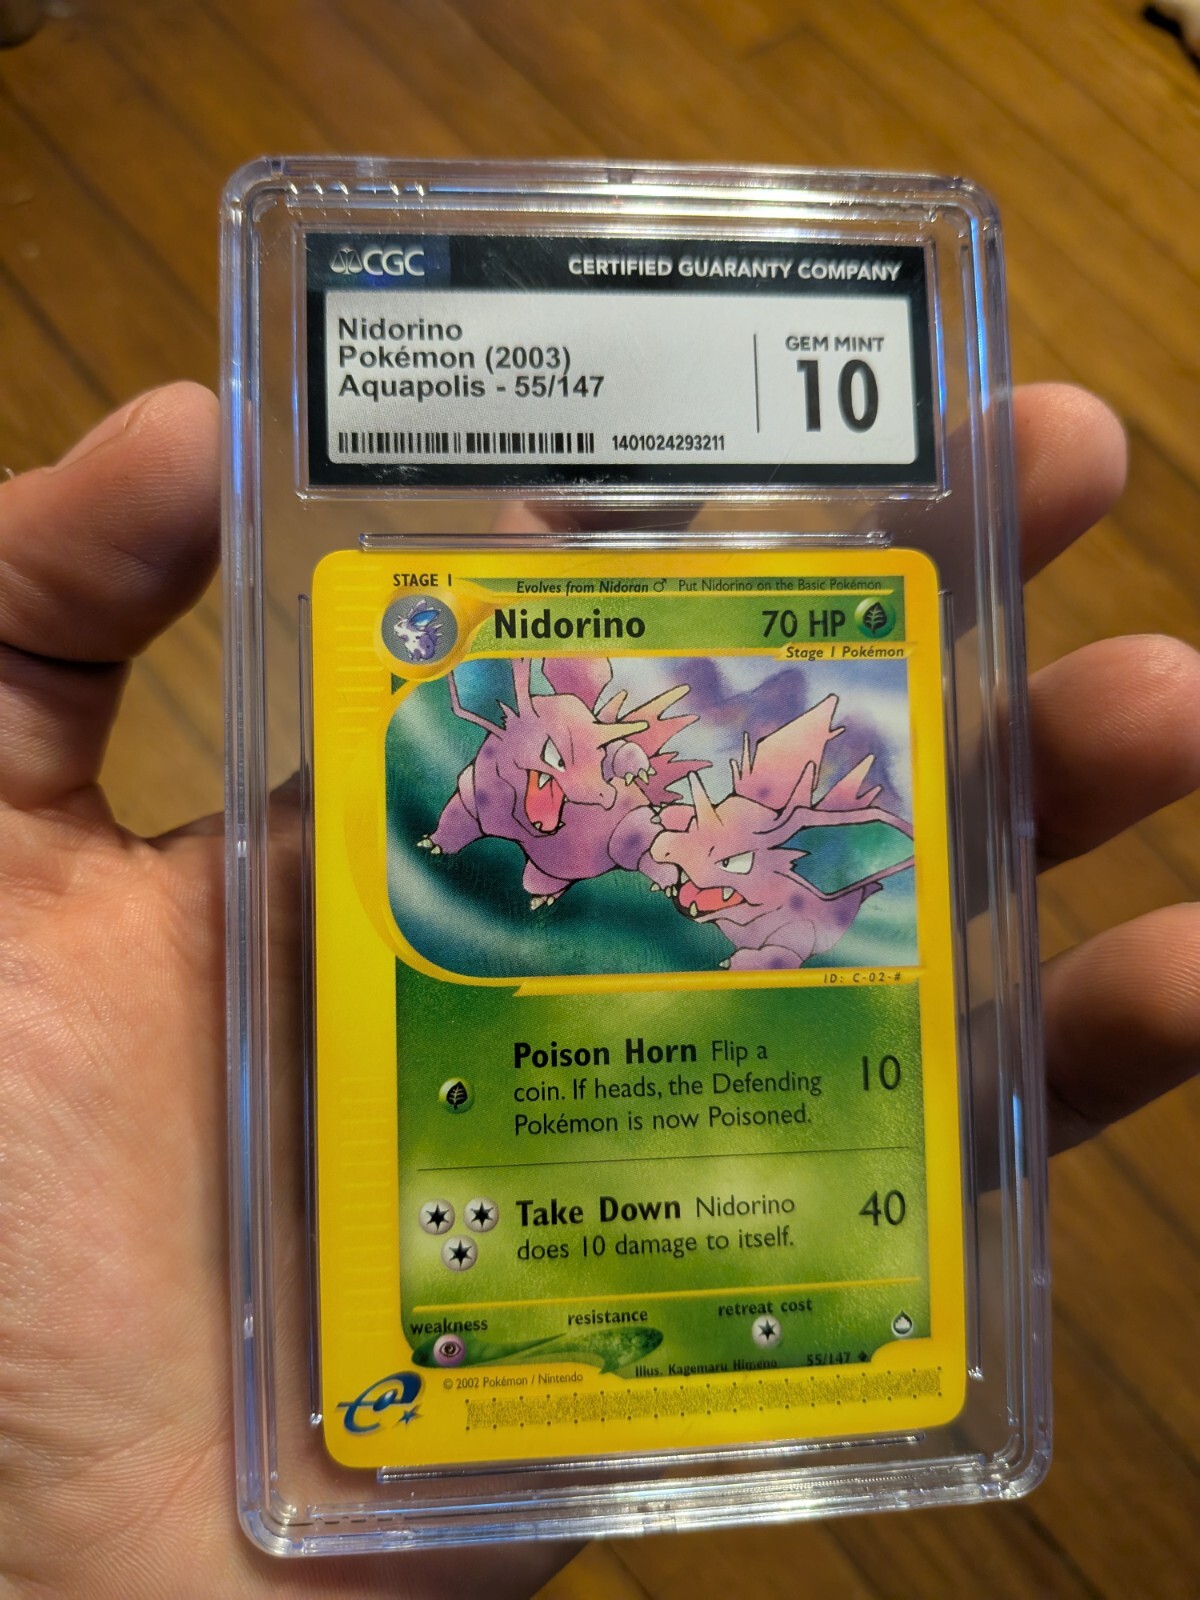 CGC
CERTIFIED GUARANTY COMPANY
Nidorino
Pokémon (2003)
Aquapolis - 55/147
1401024293211
GEM MINT
10
STAGE 1
Evolves from Nidoran ♂ Put Nidorino on the Basic Pokémon
Nidorino
70 HP
Stage 1 Pokémon
ID: C-02-#
Poison Horn Flip a
coin. If heads, the Defending
Pokémon is now Poisoned.
10
Take Down Nidorino
does 10 damage to itself.
40
weakness
resistance
retreat cost
Illus. Kagemaru Himeno
55/147
© 2002 Pokémon / Nintendo
e